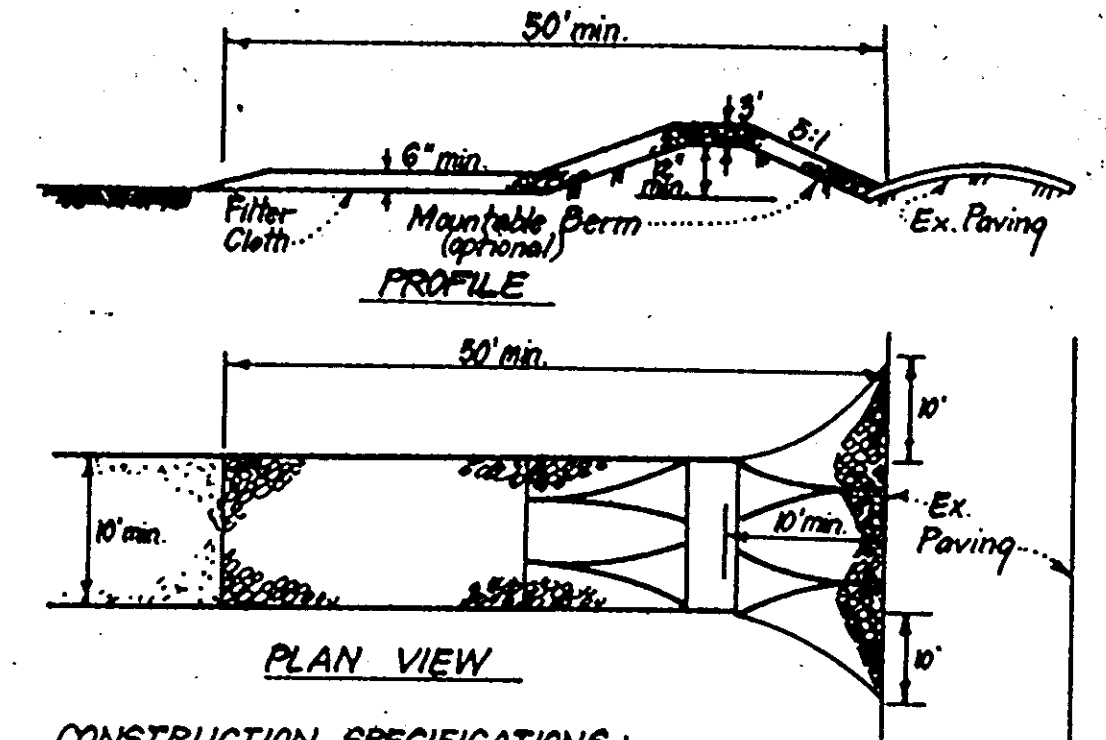 50' min.
3'
5:1
6" min.
12"
min.
Filter
Cloth
Mountable Berm
(optional)
Ex. Paving
PROFILE
50' min.
10'
10' min.
10' min.
Ex.
Paving
10'
PLAN VIEW
CONSTRUCTION SPECIFICATIONS: